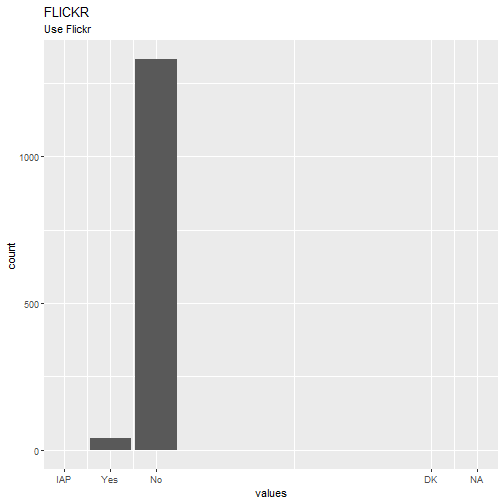 FLICKR
Use Flickr
1000
500
0
count
IAP Yes No DK NA
values